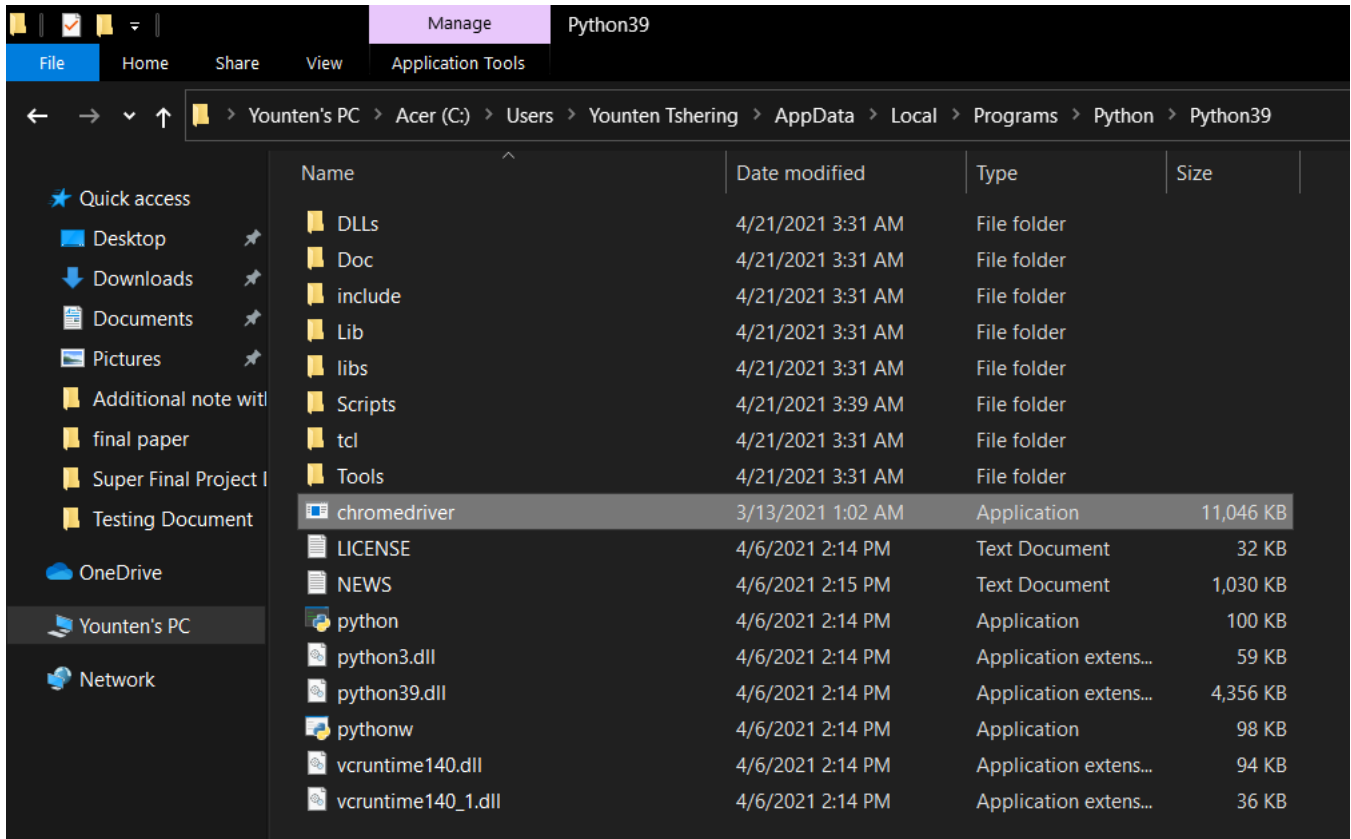 Manage Python39
File Home Share View Application Tools
Younten's PC > Acer (C:) > Users > Younten Tshering > AppData > Local > Programs > Python > Python39
Quick access
Desktop
Downloads
Documents
Pictures
Additional note wit
final paper
Super Final Project I
Testing Document
OneDrive
Younten's PC
Network
Name Date modified Type Size
DLLs 4/21/2021 3:31 AM File folder
Doc 4/21/2021 3:31 AM File folder
include 4/21/2021 3:31 AM File folder
Lib 4/21/2021 3:31 AM File folder
libs 4/21/2021 3:31 AM File folder
Scripts 4/21/2021 3:39 AM File folder
tcl 4/21/2021 3:31 AM File folder
Tools 4/21/2021 3:31 AM File folder
chromedriver 3/13/2021 1:02 AM Application 11,046 KB
LICENSE 4/6/2021 2:14 PM Text Document 32 KB
NEWS 4/6/2021 2:15 PM Text Document 1,030 KB
python 4/6/2021 2:14 PM Application 100 KB
python3.dll 4/6/2021 2:14 PM Application extens... 59 KB
python39.dll 4/6/2021 2:14 PM Application extens... 4,356 KB
pythonw 4/6/2021 2:14 PM Application 98 KB
vcruntime140.dll 4/6/2021 2:14 PM Application extens... 94 KB
vcruntime140_1.dll 4/6/2021 2:14 PM Application extens... 36 KB